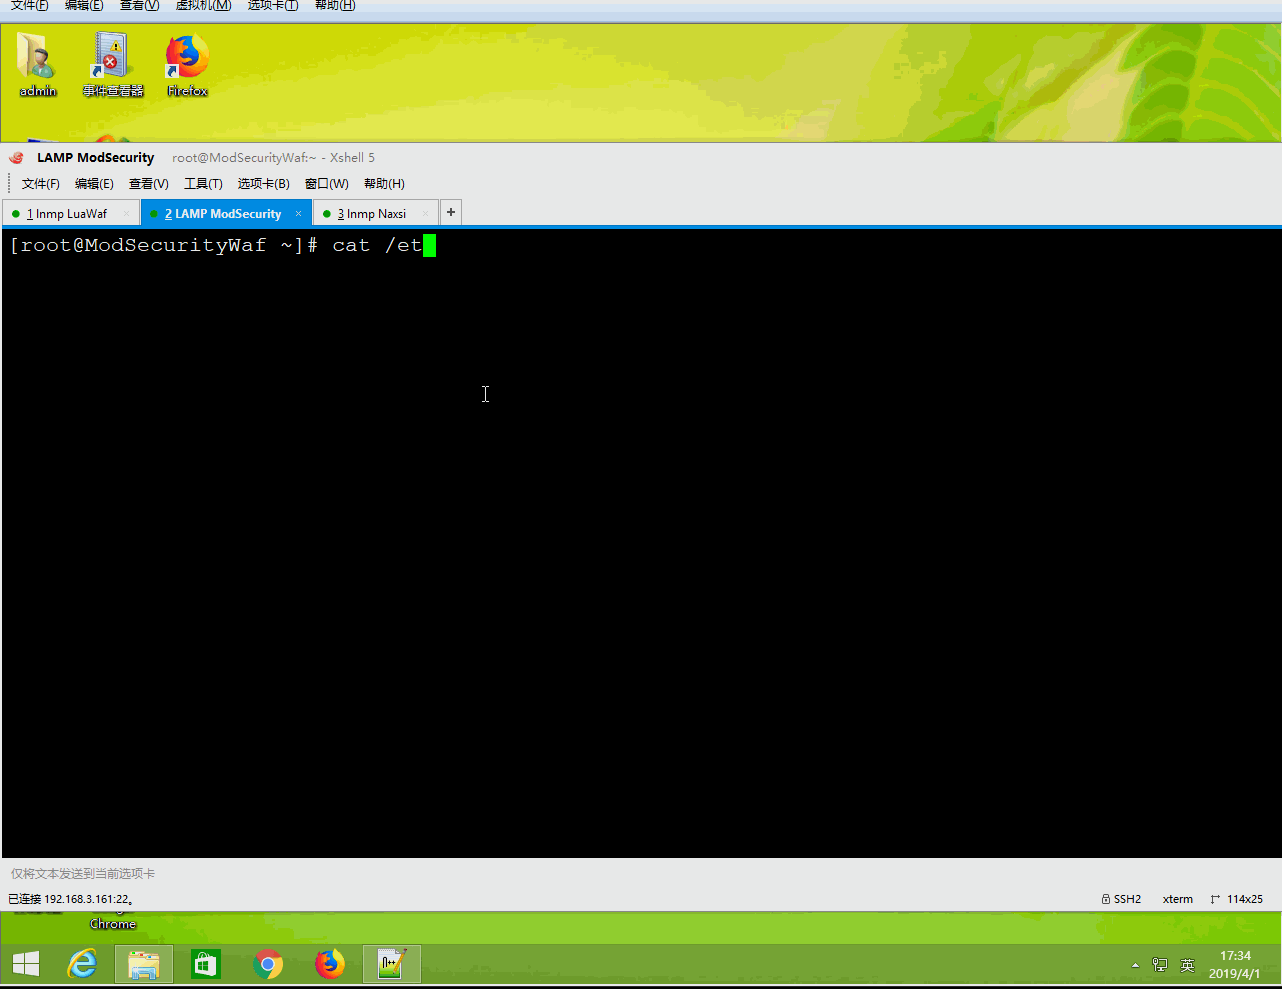 文件(F) 编辑(E) 查看(V) 虚拟机(M) 选项卡(T) 帮助(H)
admin 事件查看器 Firefox
LAMP ModSecurity root@ModSecurityWaf:~ - Xshell 5
文件(F) 编辑(E) 查看(V) 工具(T) 选项卡(B) 窗口(W) 帮助(H)
1 lnmp LuaWaf × 2 LAMP ModSecurity × 3 lnmp Naxsi × +
[root@ModSecurityWaf ~]# cat /et
仅将文本发送到当前选项卡
已连接 192.168.3.161:22。 SSH2 xterm 114x25
Chrome
英 17:34
2019/4/1